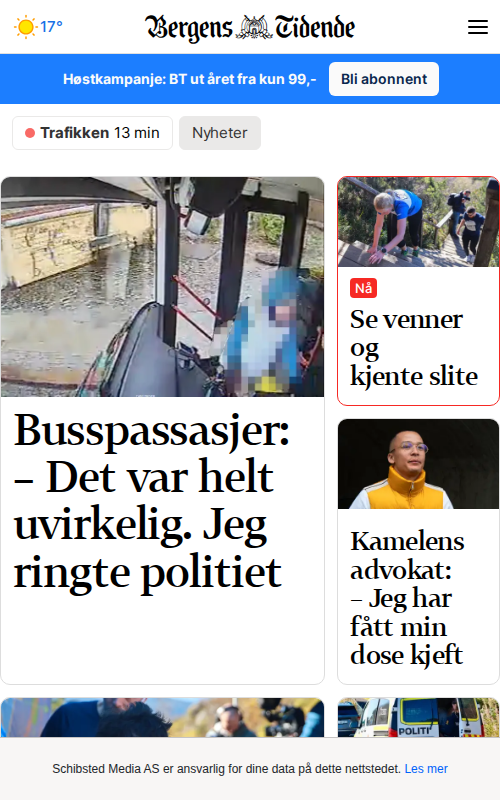 17°
Bergens Tidende
Høstkampanje: BT ut året fra kun 99,-
Bli abonnent
Trafikken 13 min
Nyheter
Busspassasjer:
– Det var helt
uvirkelig. Jeg
ringte politiet
Nå
Se venner
og
kjente slite
Kamelens
advokat:
– Jeg har
fått min
dose kjeft
POLITI
Schibsted Media AS er ansvarlig for dine data på dette nettstedet. Les mer